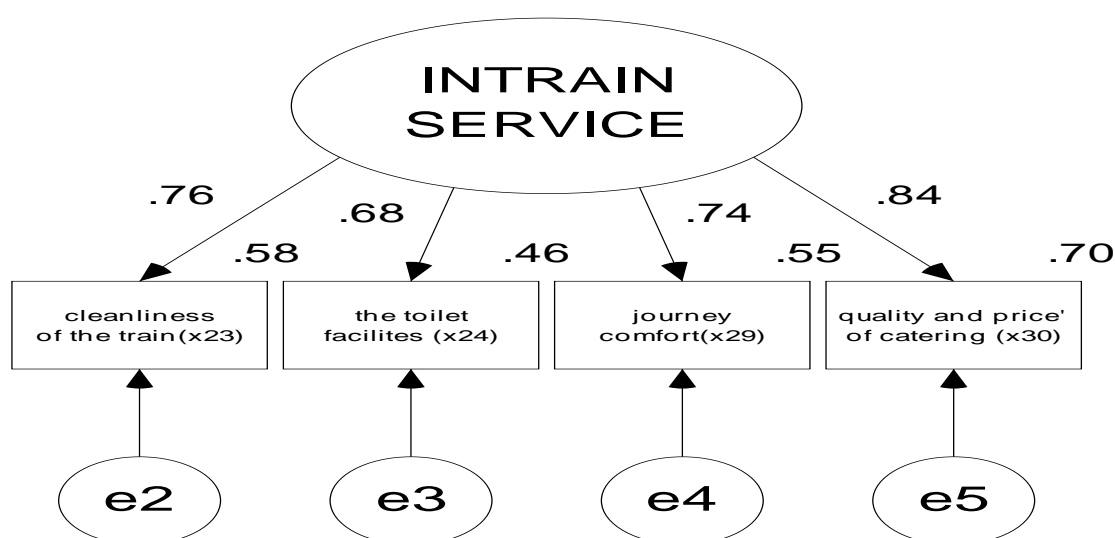 INTRAIN
SERVICE
.76
.68
.74
.84
.58
.46
.55
.70
cleanliness
of the train(x23)
the toilet
facilites (x24)
journey
comfort(x29)
quality and price'
of catering (x30)
e2
e3
e4
e5